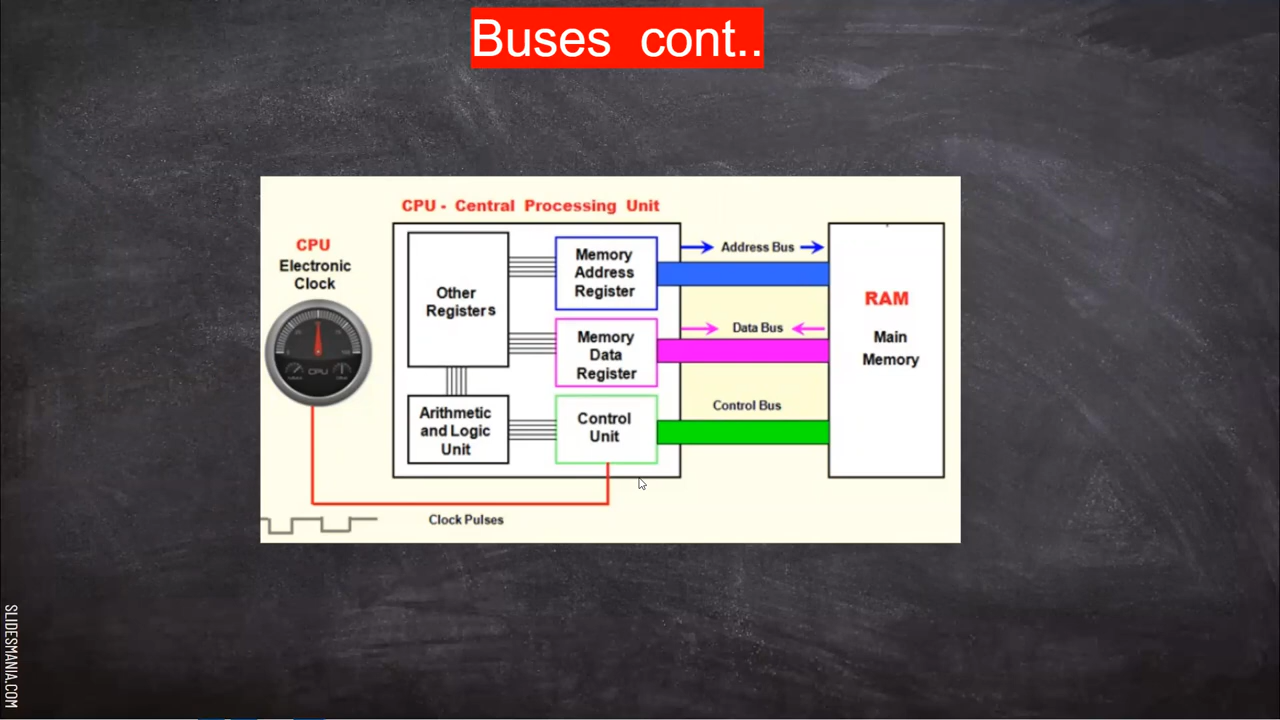 Buses cont..
CPU - Central Processing Unit
CPU
Electronic
Clock
CPU
Other
Registers
Memory
Address
Register
Memory
Data
Register
Arithmetic
and Logic
Unit
Control
Unit
Address Bus
Data Bus
Control Bus
RAM
Main
Memory
Clock Pulses
SLIDESMANIA.COM